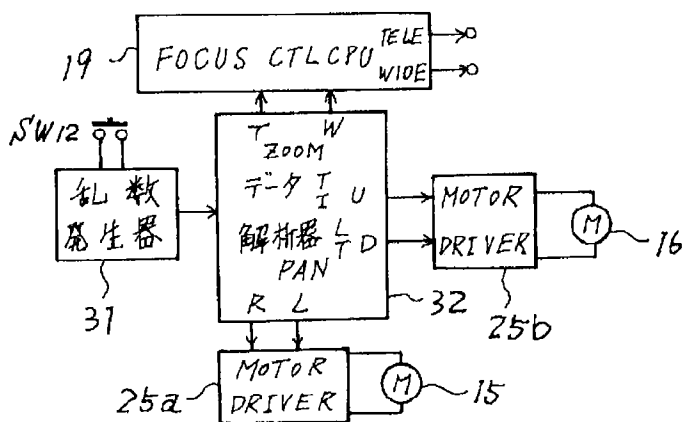 TELE
19 FOCUS CTL CPU
WIDE
SW12
T W
ZOOM
乱数
発生器
31
データ
解析器
TILT
U
D
PAN
R L
32
MOTOR
DRIVER
25b
M
16
MOTOR
DRIVER
25a
M
15